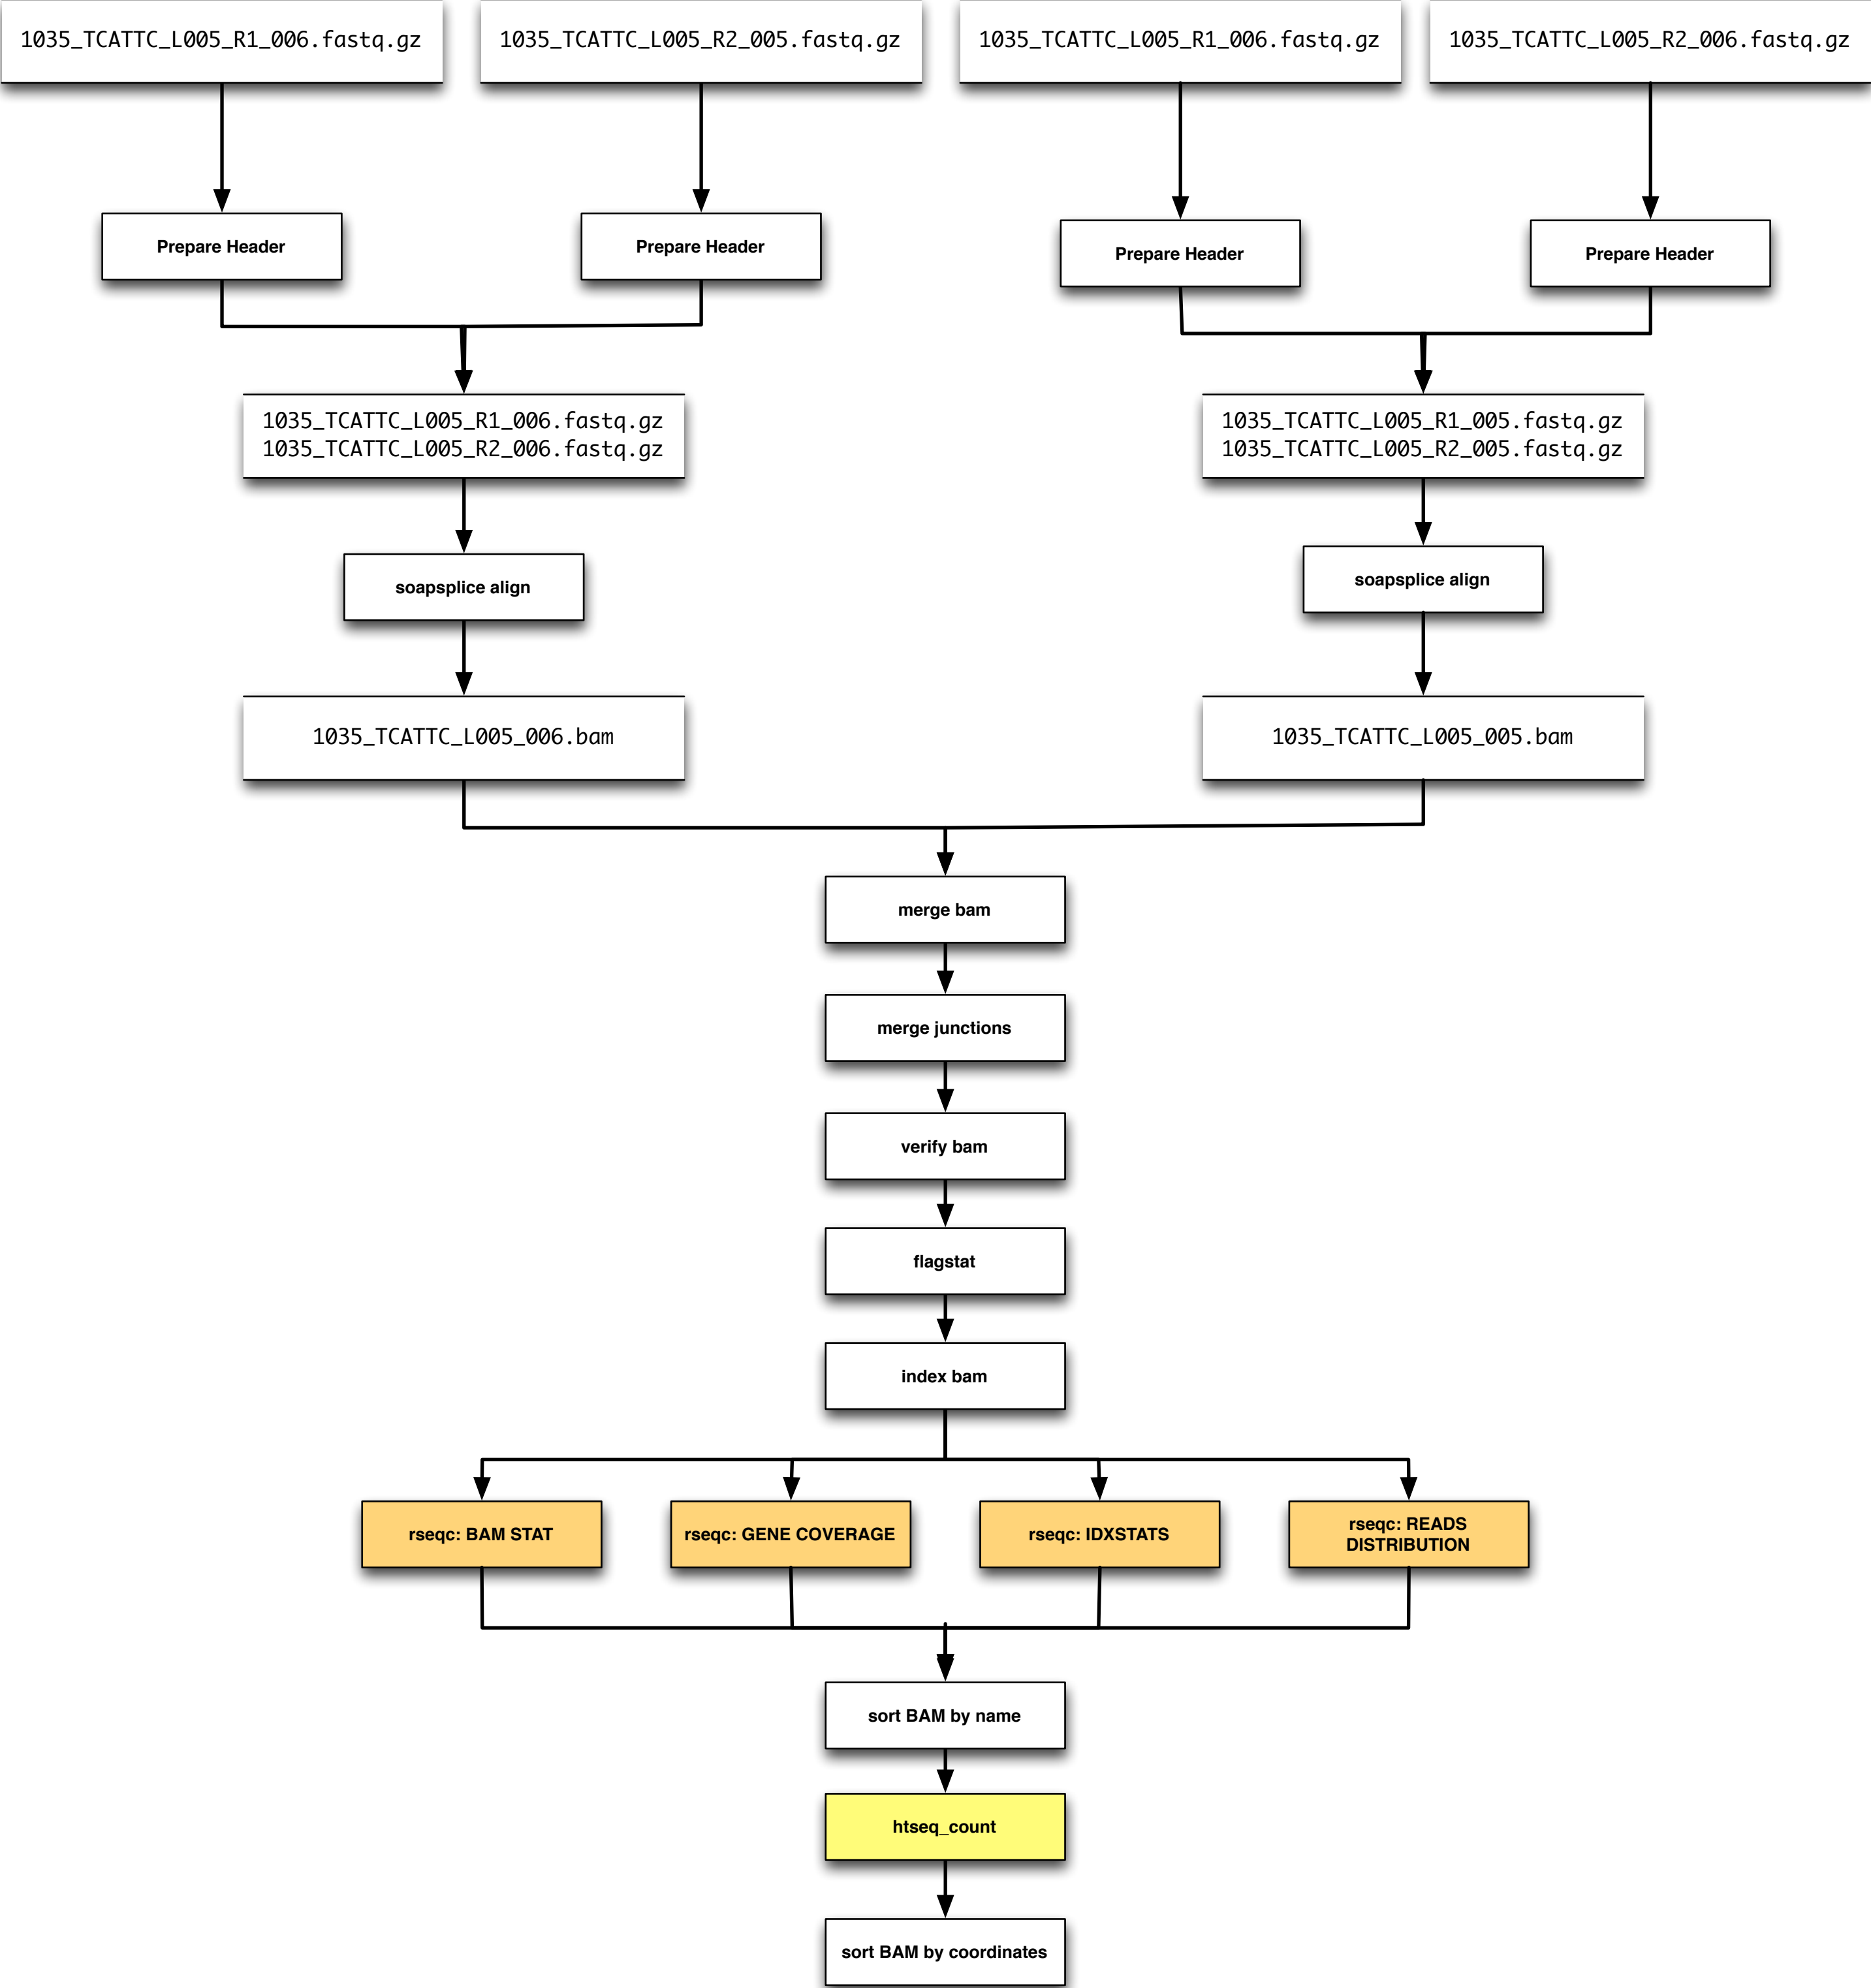 1035_TCATTC_L005_R1_006.fastq.gz
1035_TCATTC_L005_R2_005.fastq.gz
1035_TCATTC_L005_R1_006.fastq.gz
1035_TCATTC_L005_R2_006.fastq.gz
Prepare Header
Prepare Header
Prepare Header
Prepare Header
1035_TCATTC_L005_R1_006.fastq.gz
1035_TCATTC_L005_R2_006.fastq.gz
1035_TCATTC_L005_R1_005.fastq.gz
1035_TCATTC_L005_R2_005.fastq.gz
soapsplice align
soapsplice align
1035_TCATTC_L005_006.bam
1035_TCATTC_L005_005.bam
merge bam
merge junctions
verify bam
flagstat
index bam
rseqc: BAM STAT
rseqc: GENE COVERAGE
rseqc: IDXSTATS
rseqc: READS
DISTRIBUTION
sort BAM by name
htseq_count
sort BAM by coordinates